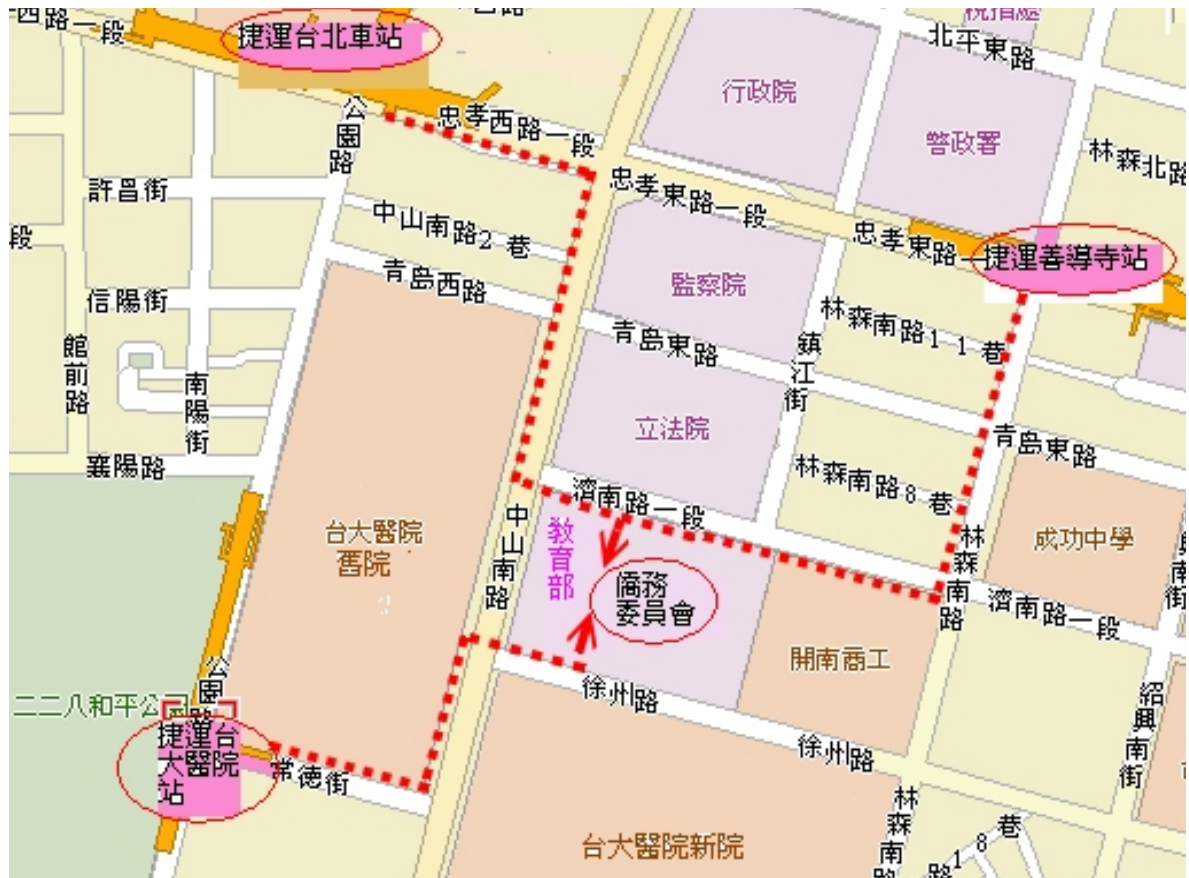 西路一段
捷運台北車站
稅捐處
北平東路
行政院
警政署
公園路
忠孝西路一段
林森北路
許昌街
忠孝東路一段
中山南路2巷
忠孝東路一
捷運善導寺站
段
青島西路
監察院
信陽街
林森南路11巷
青島東路
鎮江街
館前路
南陽街
立法院
青島東路
襄陽路
林森南路8巷
濟南路一段
中山南路
台大醫院
舊院
教育部
成功中學
林森南路
紹興南街
僑務
委員會
濟南路一段
開南商工
公園路
二二八和平公園
徐州路
捷運台
大醫院
站
常德街
徐州路
紹興南街
林森南路
台大醫院新院
路18巷